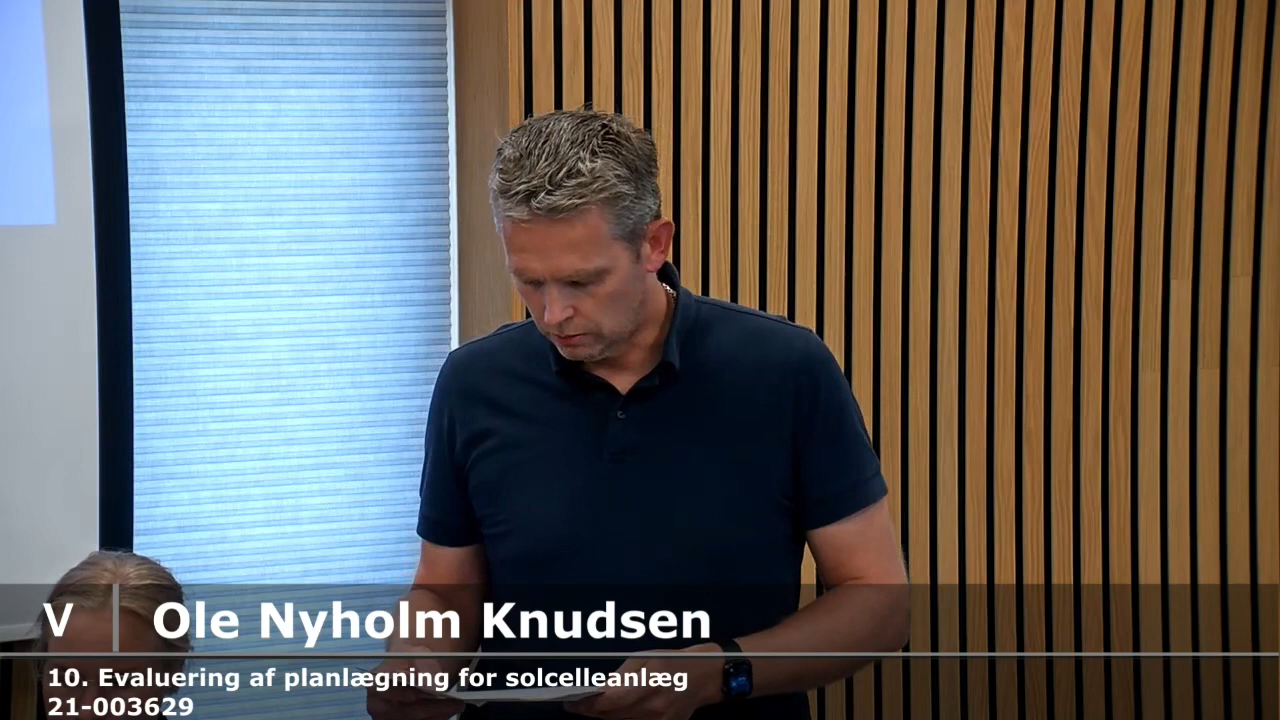 V
Ole Nyholm Knudsen
10. Evaluering af planlægning for solcelleanlæg
21-003629